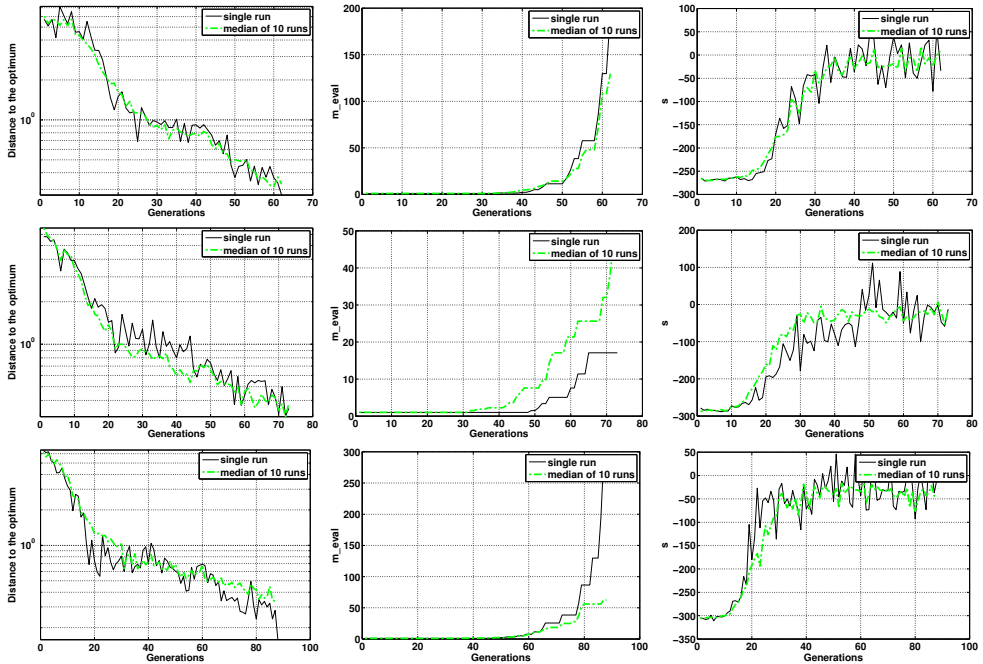 Distance to the optimum
10^0
0 10 20 30 40 50 60 70
Generations
single run
median of 10 runs
m_eval
200
150
100
50
0
0 10 20 30 40 50 60 70
Generations
single run
median of 10 runs
s
50
0
−50
−100
−150
−200
−250
−300
0 10 20 30 40 50 60 70
Generations
single run
median of 10 runs
Distance to the optimum
10^0
0 10 20 30 40 50 60 70 80
Generations
single run
median of 10 runs
m_eval
50
40
30
20
10
0
0 10 20 30 40 50 60 70 80
Generations
single run
median of 10 runs
s
200
100
0
−100
−200
−300
0 10 20 30 40 50 60 70 80
Generations
single run
median of 10 runs
Distance to the optimum
10^0
0 20 40 60 80 100
Generations
single run
median of 10 runs
m_eval
300
250
200
150
100
50
0
0 20 40 60 80 100
Generations
single run
median of 10 runs
s
50
0
−50
−100
−150
−200
−250
−300
−350
0 20 40 60 80 100
Generations
single run
median of 10 runs